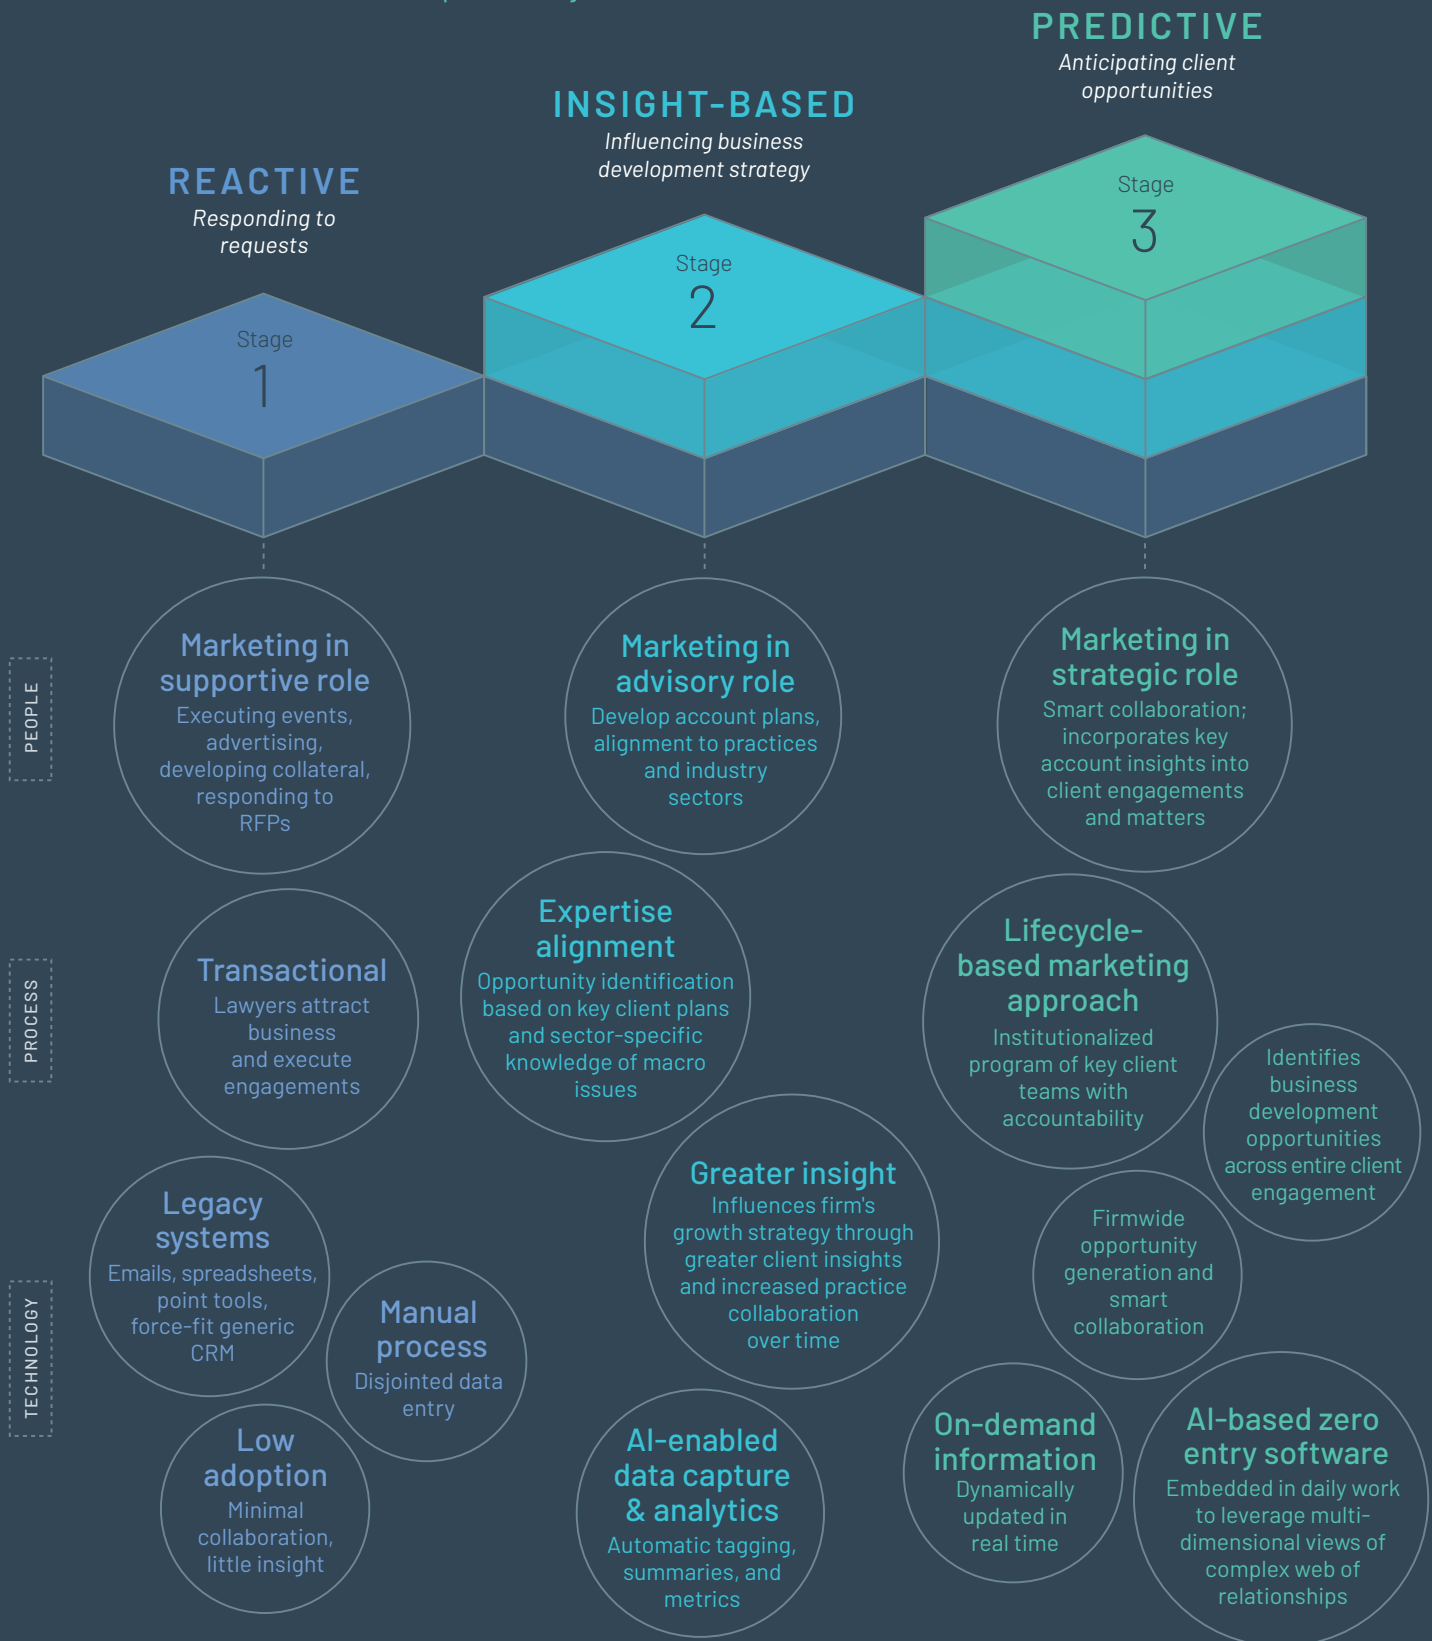 PREDICTIVE
Anticipating client
opportunities
INSIGHT-BASED
Influencing business
development strategy
REACTIVE
Responding to
requests
Stage
1
Stage
2
Stage
3
PEOPLE
Marketing in
supportive role
Executing events,
advertising,
developing collateral,
responding to
RFPs
Marketing in
advisory role
Develop account plans,
alignment to practices
and industry
sectors
Marketing in
strategic role
Smart collaboration;
incorporates key
account insights into
client engagements
and matters
PROCESS
Transactional
Lawyers attract
business
and execute
engagements
Expertise
alignment
Opportunity identification
based on key client plans
and sector-specific
knowledge of macro
issues
Lifecycle-
based marketing
approach
Institutionalized
program of key client
teams with
accountability
Identifies
business
development
opportunities
across entire client
engagement
TECHNOLOGY
Legacy
systems
Emails, spreadsheets,
point tools,
force-fit generic
CRM
Manual
process
Disjointed data
entry
Low
adoption
Minimal
collaboration,
little insight
Greater insight
Influences firm's
growth strategy through
greater client insights
and increased practice
collaboration
over time
AI-enabled
data capture
& analytics
Automatic tagging,
summaries, and
metrics
Firmwide
opportunity
generation and
smart
collaboration
On-demand
information
Dynamically
updated in
real time
AI-based zero
entry software
Embedded in daily work
to leverage multi-
dimensional views of
complex web of
relationships